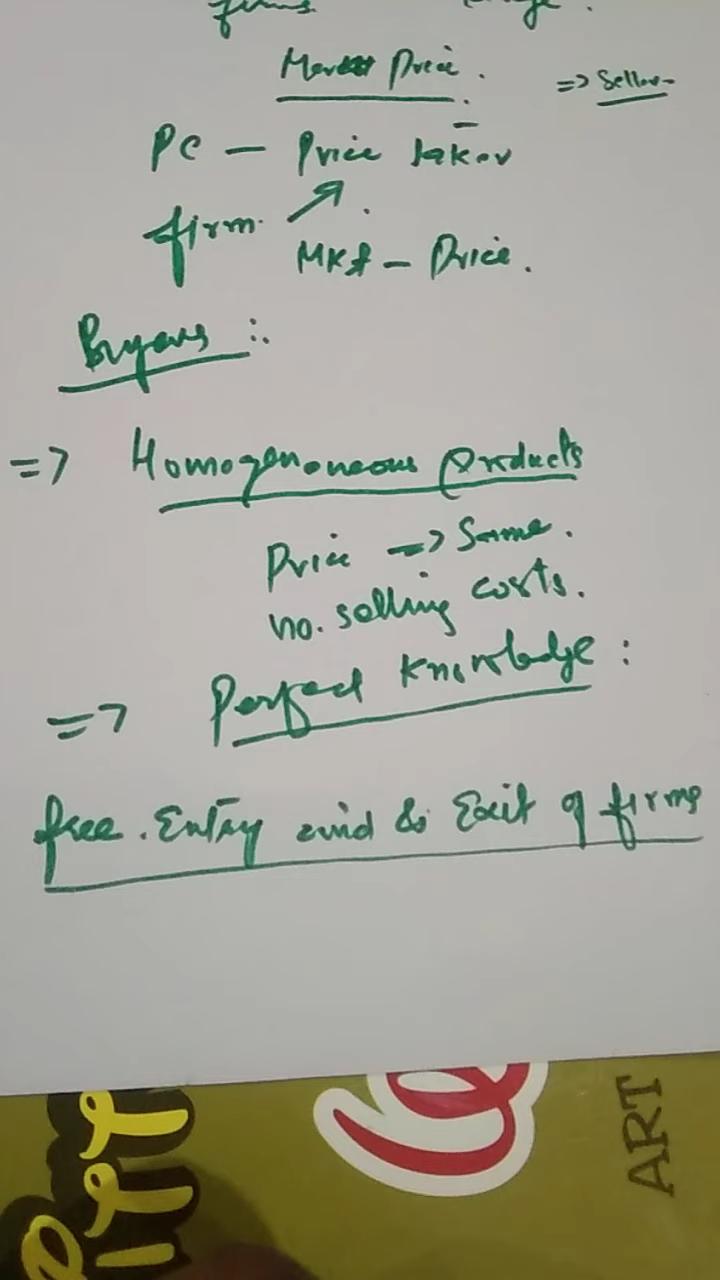 firms
Market Price.
=> Seller
PC – Price taker
firm.
Mkt – Price.
Buyers :.
=> Homogenoneous Products
Price => Same.
no. selling costs.
=> Perfect Knowledge :
free. Entry and & Exit of firms
ART